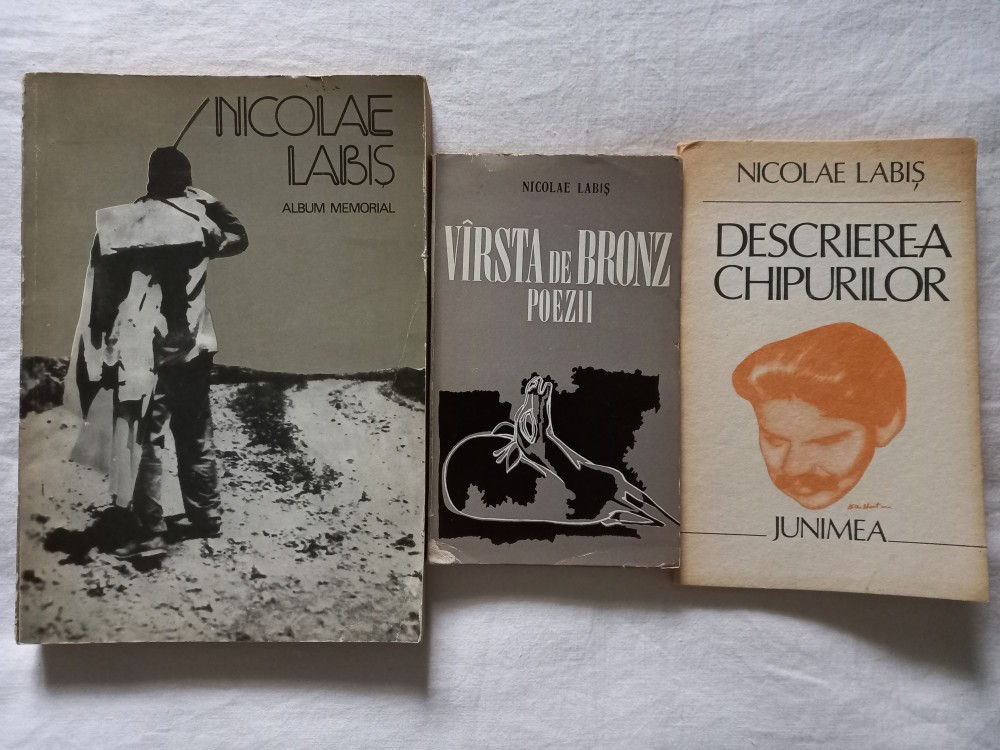 NICOLAE
LABIȘ
ALBUM MEMORIAL
NICOLAE LABIȘ
VÎRSTA DE BRONZ
POEZII
NICOLAE LABIȘ
DESCRIEREA
CHIPURILOR
JUNIMEA